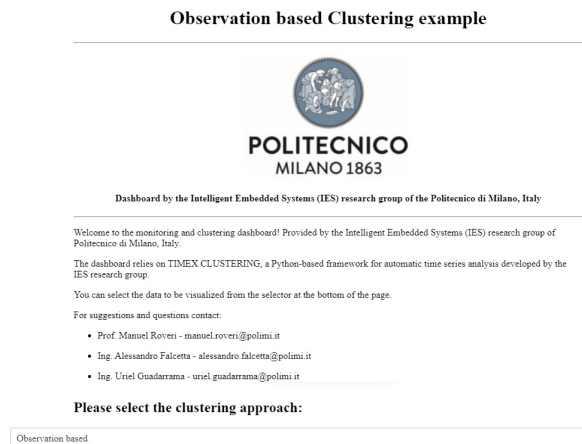 Observation based Clustering example
POLITECNICO
MILANO 1863
Dashboard by the Intelligent Embedded Systems (IES) research group of the Politecnico di Milano, Italy
Welcome to the monitoring and clustering dashboard! Provided by the Intelligent Embedded Systems (IES) research group of
Politecnico di Milano, Italy.
The dashboard relies on TIMEX CLUSTERING, a Python-based framework for automatic time series analysis developed by the
IES research group.
You can select the data to be visualized from the selector at the bottom of the page.
For suggestions and questions contact:
• Prof. Manuel Roveri - manuel.roveri@polimi.it
• Ing. Alessandro Falcetta - alessandro.falcetta@polimi.it
• Ing. Uriel Guadarrama - uriel.guadarrama@polimi.it
Please select the clustering approach:
Observation based